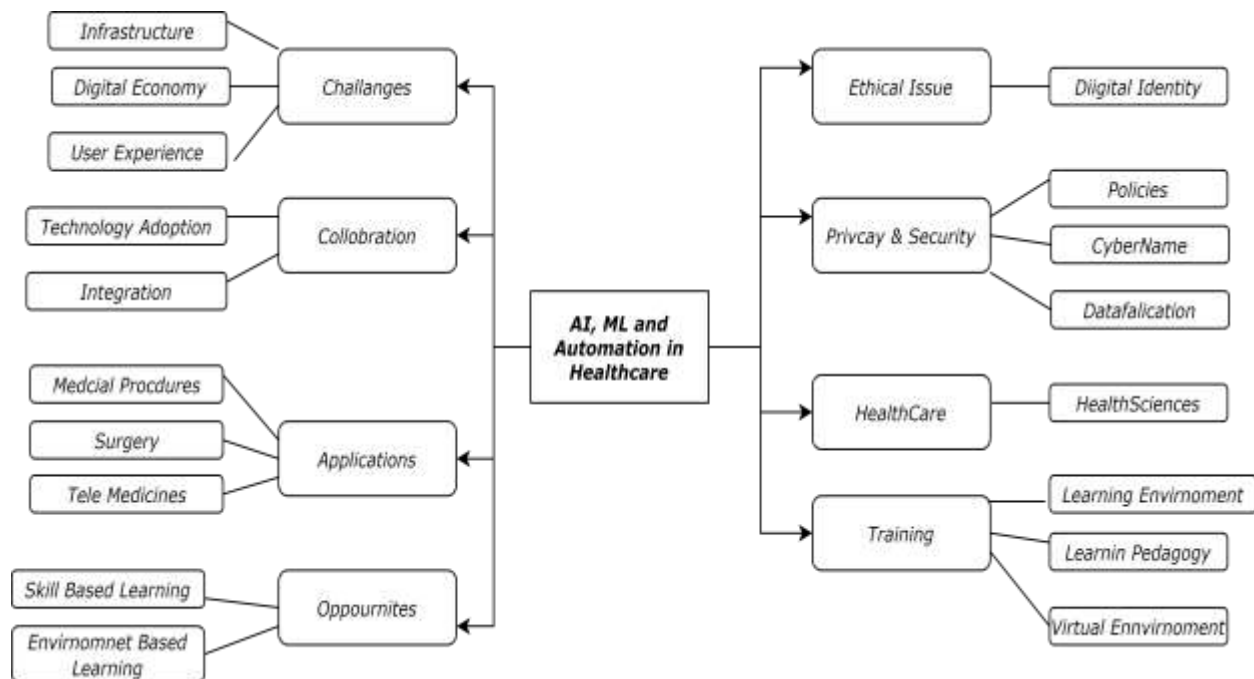 Infrastructure
Digital Economy
User Experience
Challanges
Technology Adoption
Integration
Collobration
Medcial Procdures
Surgery
Tele Medicines
Applications
Skill Based Learning
Envirnomnet Based
Learning
Oppournites
AI, ML and
Automation in
Healthcare
Ethical Issue
Diigital Identity
Privcay & Security
Policies
CyberName
Datafalication
HealthCare
HealthSciences
Training
Learning Envirnoment
Learnin Pedagogy
Virtual Ennvirnoment